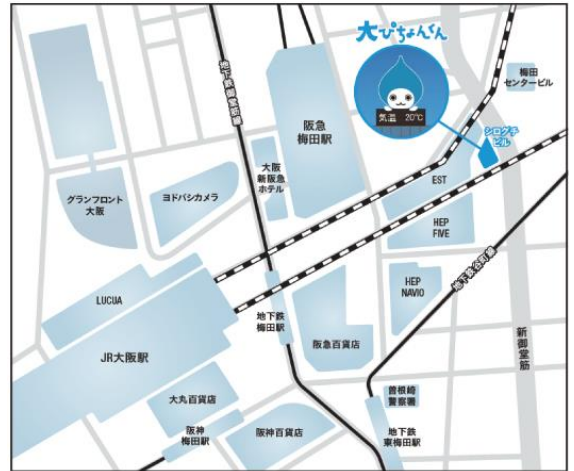 大ぴちょんくん
気温 20℃
地下鉄御堂筋線
阪急
梅田駅
梅田
センタービル
シログチ
ビル
大阪
新阪急
ホテル
EST
グランフロント
大阪
ヨドバシカメラ
HEP
FIVE
地下鉄谷町線
LUCUA
HEP
NAVIO
地下鉄
梅田駅
阪急百貨店
新御堂筋
JR大阪駅
大丸百貨店
曽根崎
警察署
阪神
梅田駅
阪神百貨店
地下鉄
東梅田駅